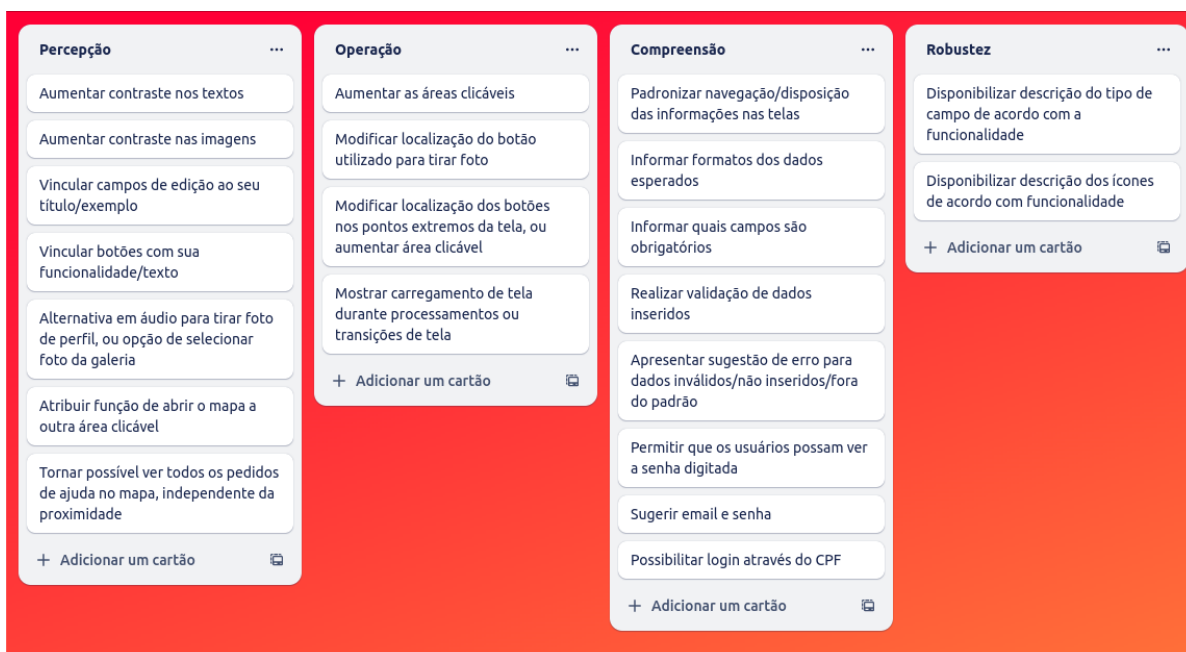 Percepção
Aumentar contraste nos textos
Aumentar contraste nas imagens
Vincular campos de edição ao seu
título/exemplo
Vincular botões com sua
funcionalidade/texto
Alternativa em áudio para tirar foto
de perfil, ou opção de selecionar
foto da galeria
Atribuir função de abrir o mapa a
outra área clicável
Tornar possível ver todos os pedidos
de ajuda no mapa, independente da
proximidade
+ Adicionar um cartão
Operação
Aumentar as áreas clicáveis
Modificar localização do botão
utilizado para tirar foto
Modificar localização dos botões
nos pontos extremos da tela, ou
aumentar área clicável
Mostrar carregamento de tela
durante processamentos ou
transições de tela
+ Adicionar um cartão
Compreensão
Padronizar navegação/disposição
das informações nas telas
Informar formatos dos dados
esperados
Informar quais campos são
obrigatórios
Realizar validação de dados
inseridos
Apresentar sugestão de erro para
dados inválidos/não inseridos/fora
do padrão
Permitir que os usuários possam ver
a senha digitada
Sugerir email e senha
Possibilitar login através do CPF
+ Adicionar um cartão
Robustez
Disponibilizar descrição do tipo de
campo de acordo com a
funcionalidade
Disponibilizar descrição dos ícones
de acordo com funcionalidade
+ Adicionar um cartão